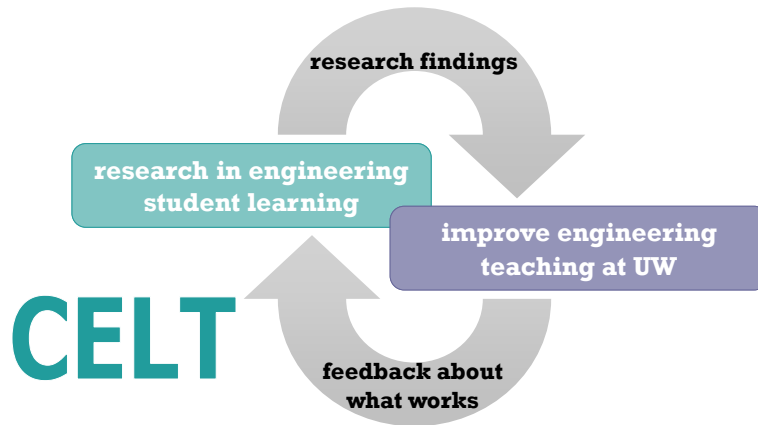 research findings
research in engineering
student learning
improve engineering
teaching at UW
CELT
feedback about
what works